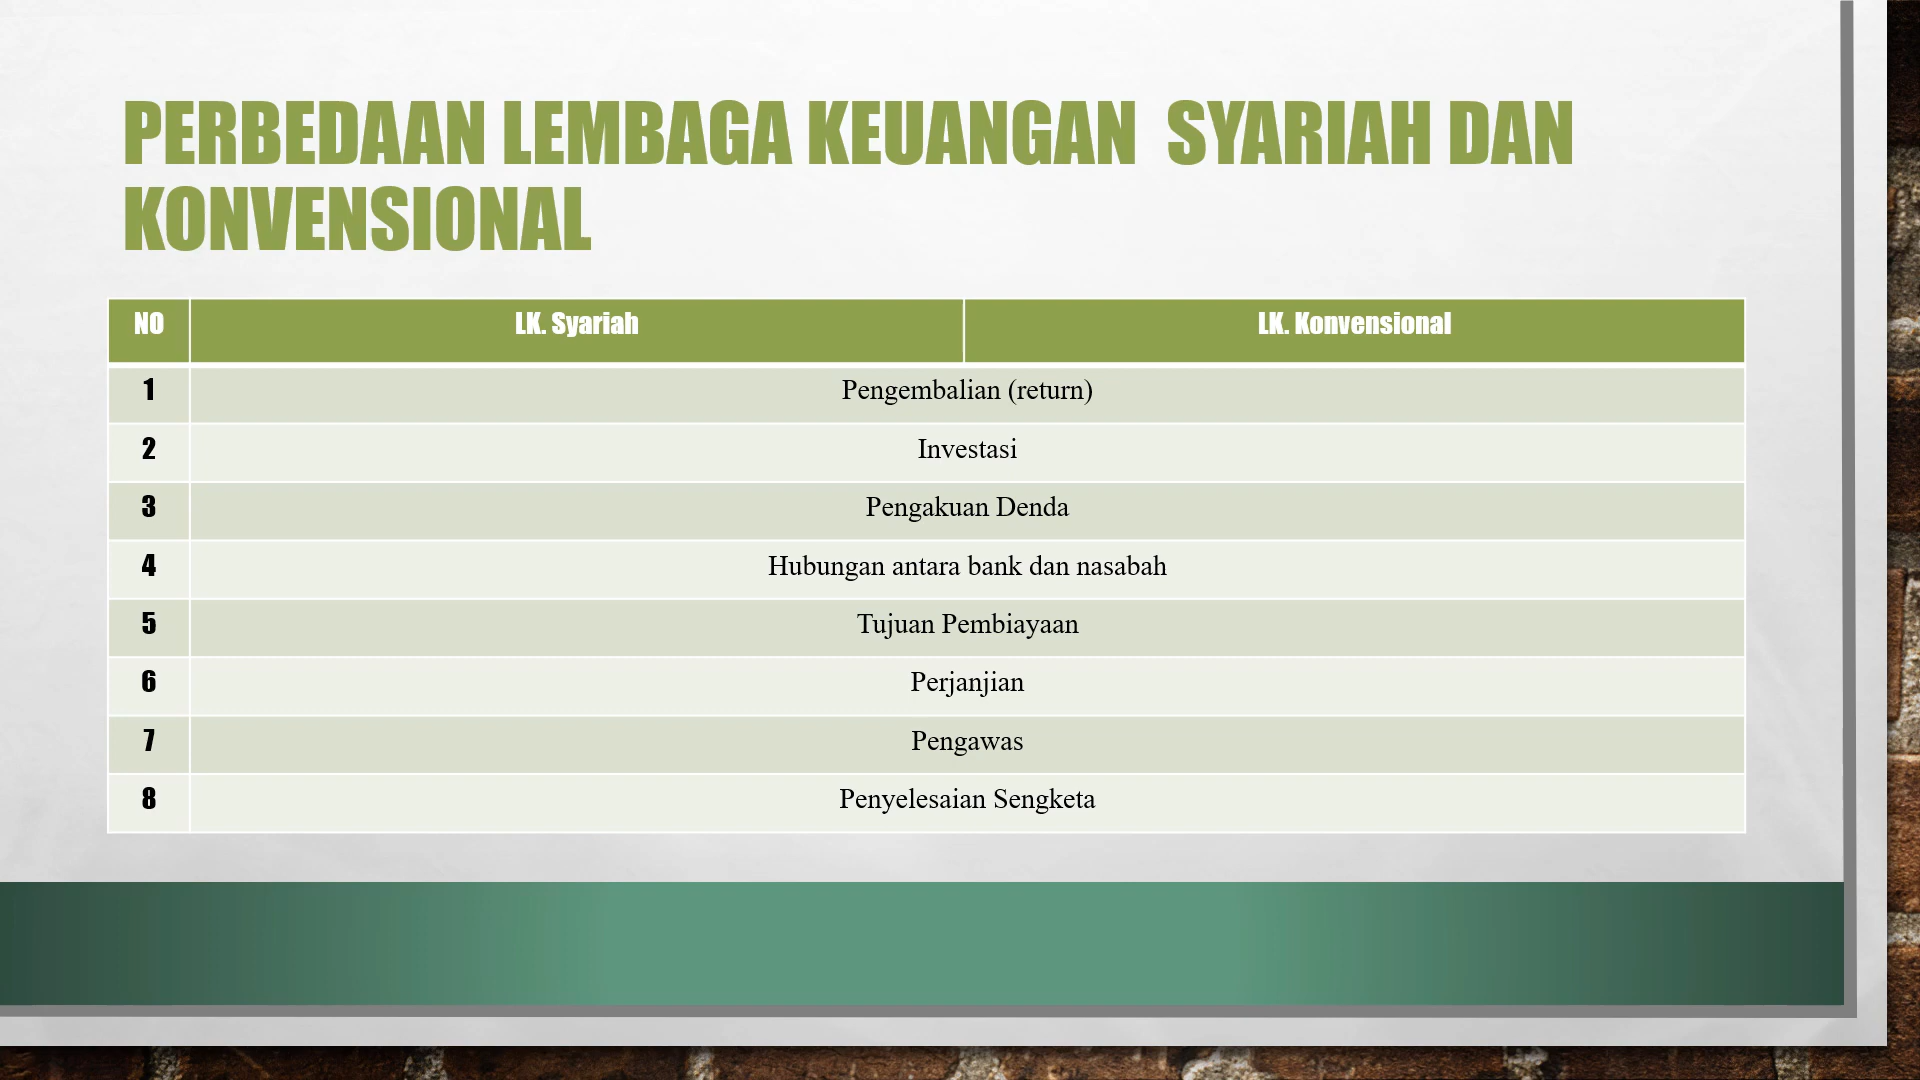 PERBEDAAN LEMBAGA KEUANGAN  SYARIAH DAN
KONVENSIONAL
NO LK. Syariah LK. Konvensional
1 Pengembalian (return)
2 Investasi
3 Pengakuan Denda
4 Hubungan antara bank dan nasabah
5 Tujuan Pembiayaan
6 Perjanjian
7 Pengawas
8 Penyelesaian Sengketa